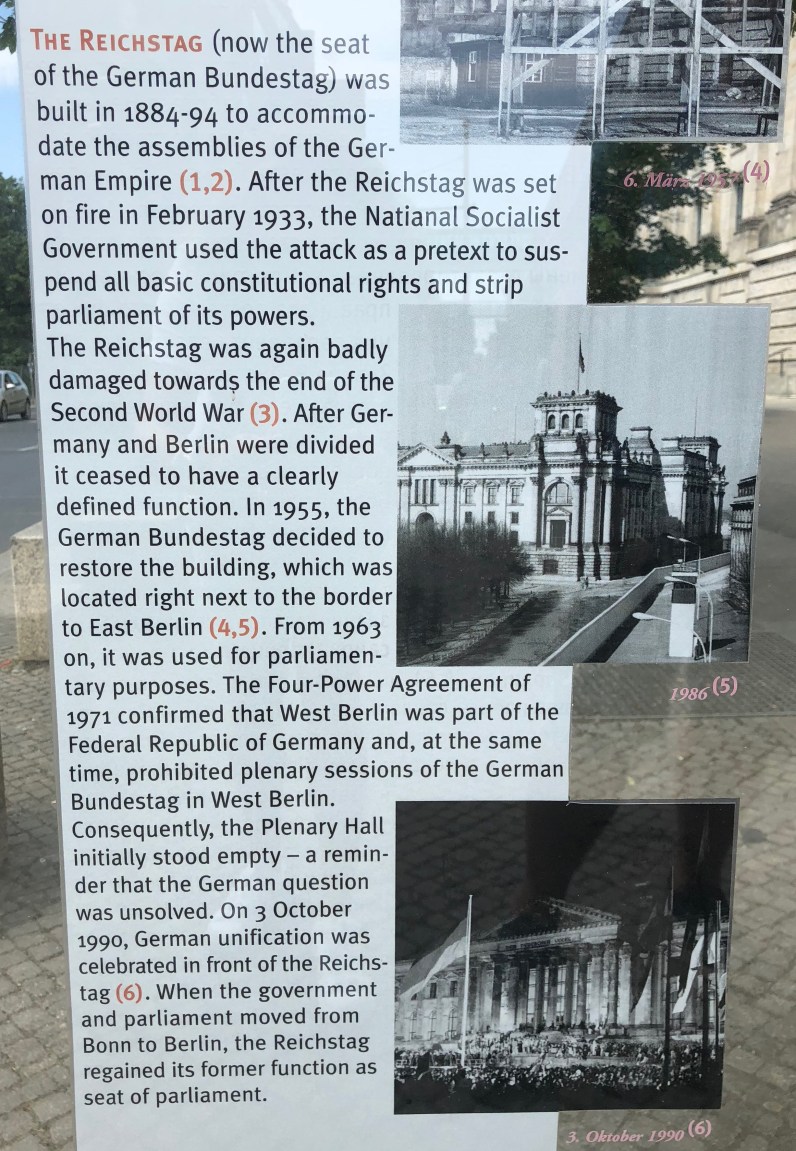 THE REICHSTAG (now the seat
of the German Bundestag) was
built in 1884-94 to accommo-
date the assemblies of the Ger-
man Empire (1,2). After the Reichstag was set
on fire in February 1933, the Natianal Socialist
Government used the attack as a pretext to sus-
pend all basic constitutional rights and strip
parliament of its powers.
The Reichstag was again badly
damaged towards the end of the
Second World War (3). After Ger-
many and Berlin were divided
it ceased to have a clearly
defined function. In 1955, the
German Bundestag decided to
restore the building, which was
located right next to the border
to East Berlin (4,5). From 1963
on, it was used for parliamen-
tary purposes. The Four-Power Agreement of
1971 confirmed that West Berlin was part of the
Federal Republic of Germany and, at the same
time, prohibited plenary sessions of the German
Bundestag in West Berlin.
Consequently, the Plenary Hall
initially stood empty – a remin-
der that the German question
was unsolved. On 3 October
1990, German unification was
celebrated in front of the Reichs-
tag (6). When the government
and parliament moved from
Bonn to Berlin, the Reichstag
regained its former function as
seat of parliament.
6. März (4)
1986 (5)
3. Oktober 1990 (6)